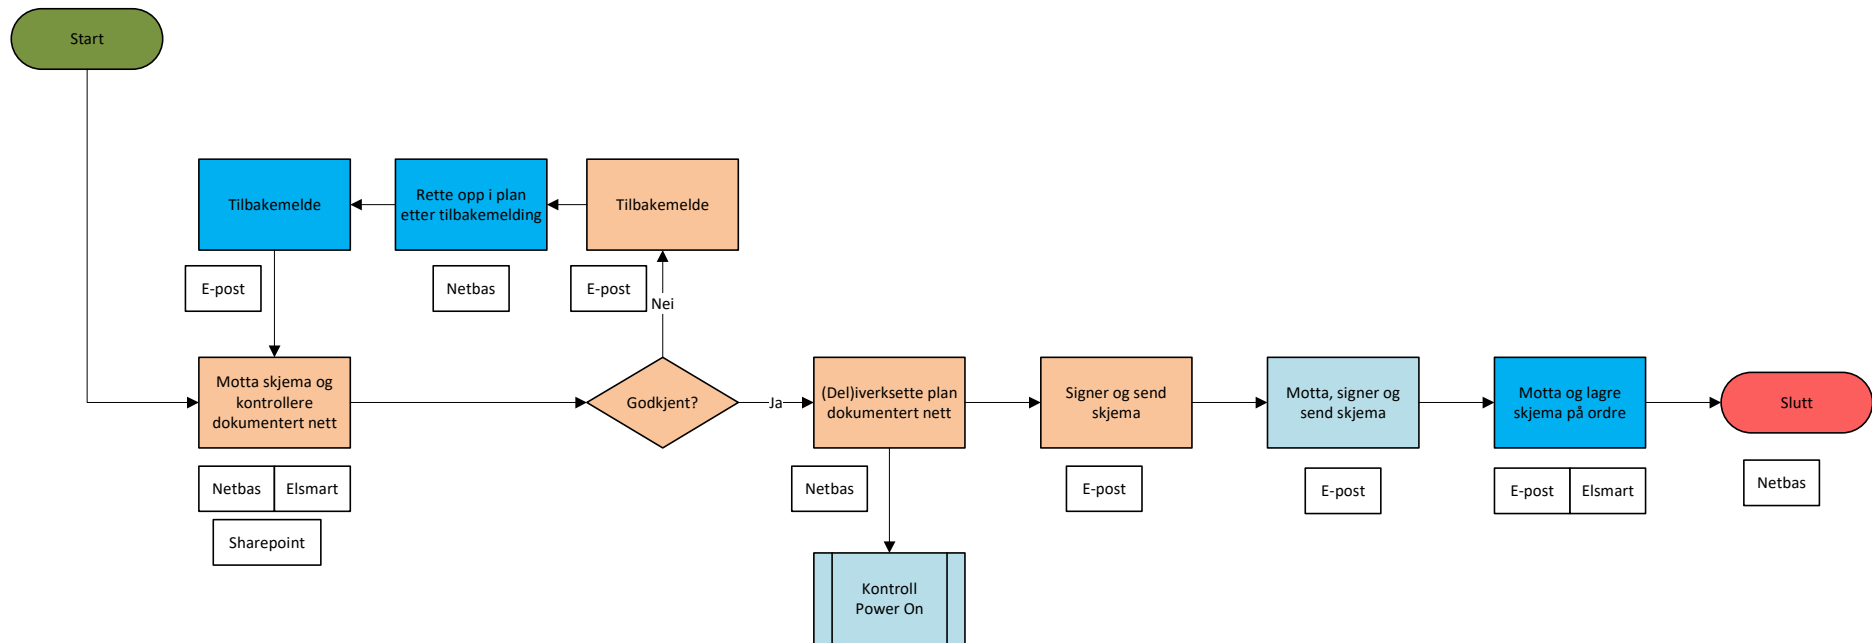 Start
Tilbakemelde
Rette opp i plan
etter tilbakemelding
Tilbakemelde
E-post
Netbas
E-post
Nei
Motta skjema og
kontrollere
dokumentert nett
Godkjent?
Ja
(Del)iverksette plan
dokumentert nett
Signer og send
skjema
Motta, signer og
send skjema
Motta og lagre
skjema på ordre
Slutt
Netbas
Elsmart
Sharepoint
Netbas
E-post
E-post
E-post
Elsmart
Netbas
Kontroll
Power On